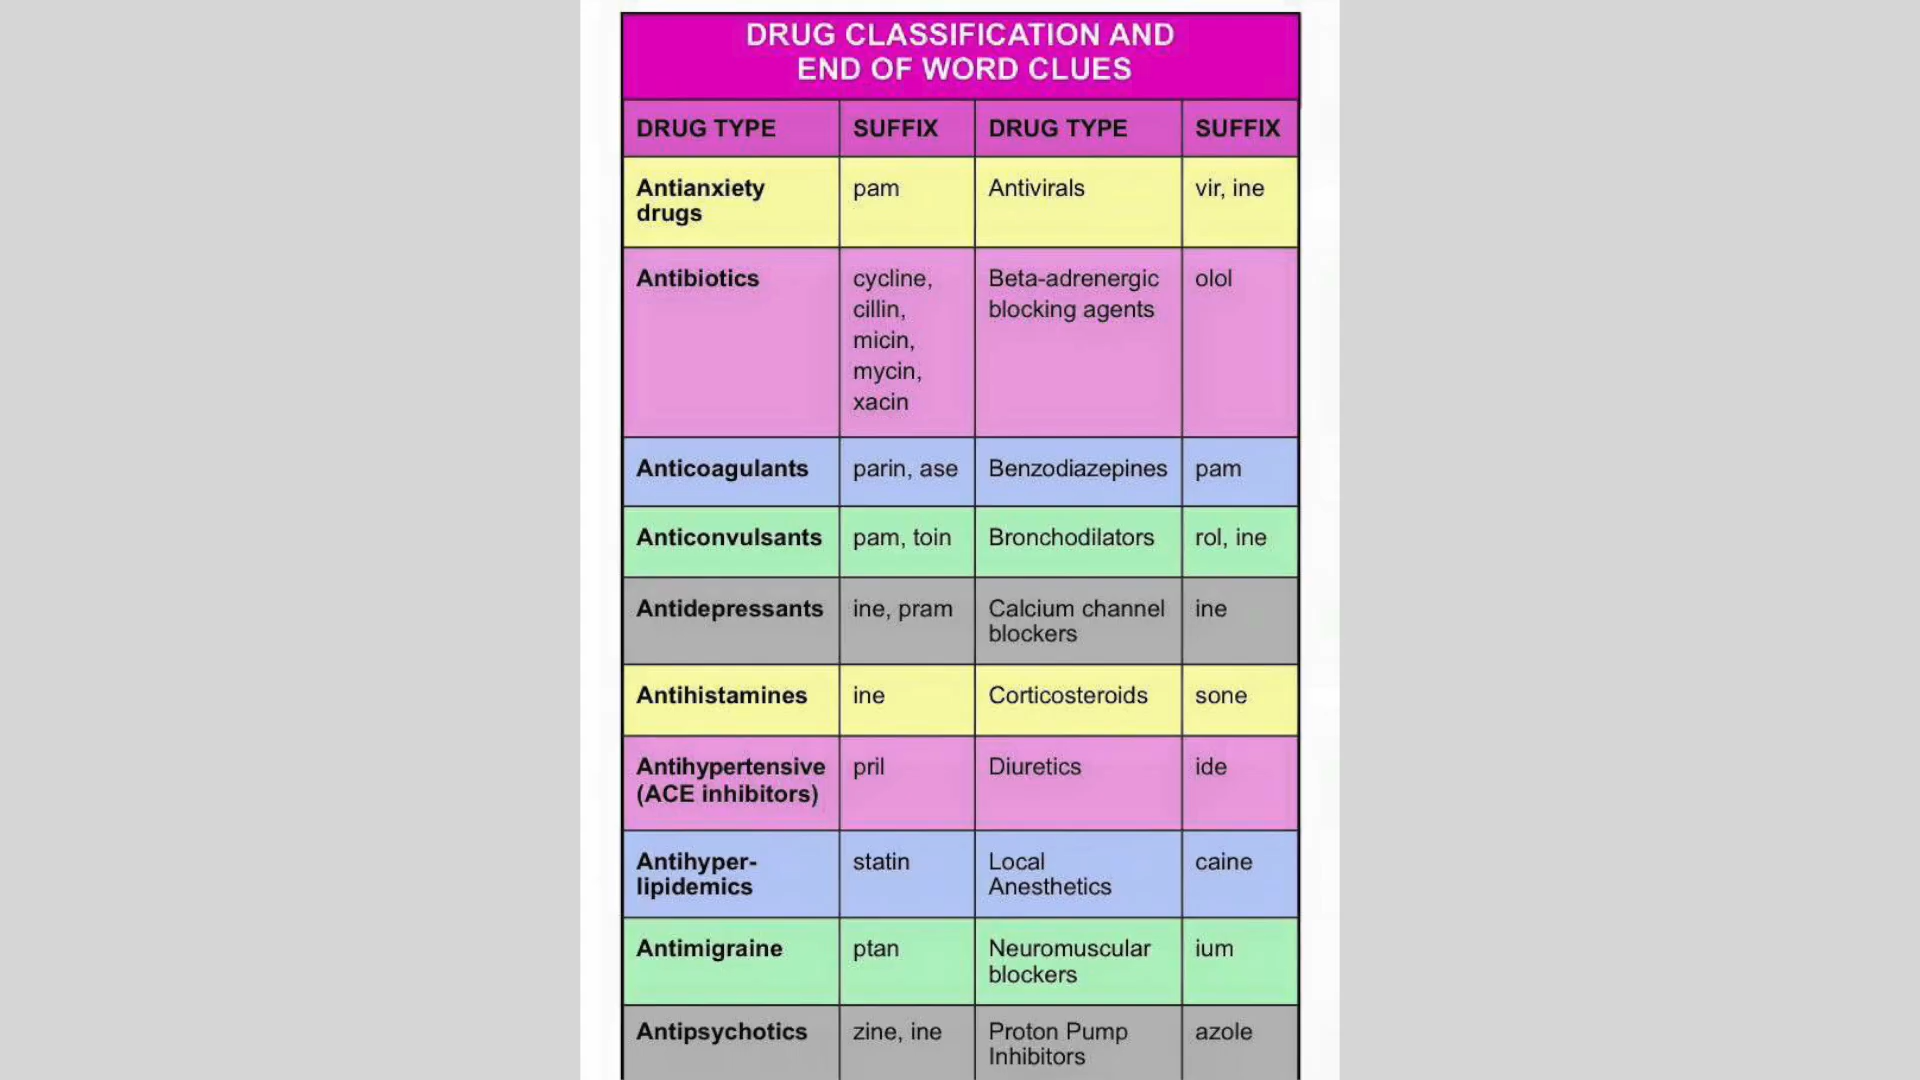 DRUG CLASSIFICATION AND
END OF WORD CLUES
DRUG TYPE SUFFIX DRUG TYPE SUFFIX
Antianxiety pam Antivirals vir, ine
drugs
Antibiotics cycline, Beta-adrenergic olol
cillin, blocking agents
micin,
mycin,
xacin
Anticoagulants parin, ase Benzodiazepines pam
Anticonvulsants pam, toin Bronchodilators rol, ine
Antidepressants ine, pram Calcium channel ine
blockers
Antihistamines ine Corticosteroids sone
Antihypertensive pril Diuretics ide
(ACE inhibitors)
Antihyper- statin Local caine
lipidemics Anesthetics
Antimigraine ptan Neuromuscular ium
blockers
Antipsychotics zine, ine Proton Pump azole
Inhibitors